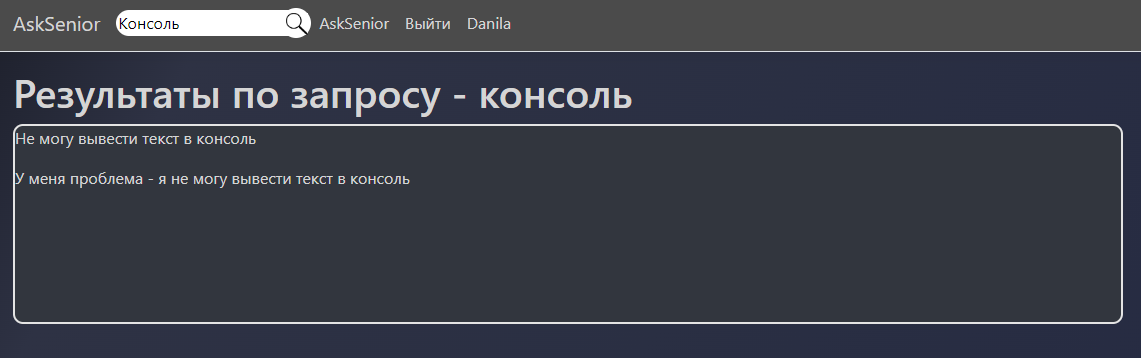 AskSenior Консоль AskSenior Выйти Danila
Результаты по запросу - консоль
Не могу вывести текст в консоль
У меня проблема - я не могу вывести текст в консоль